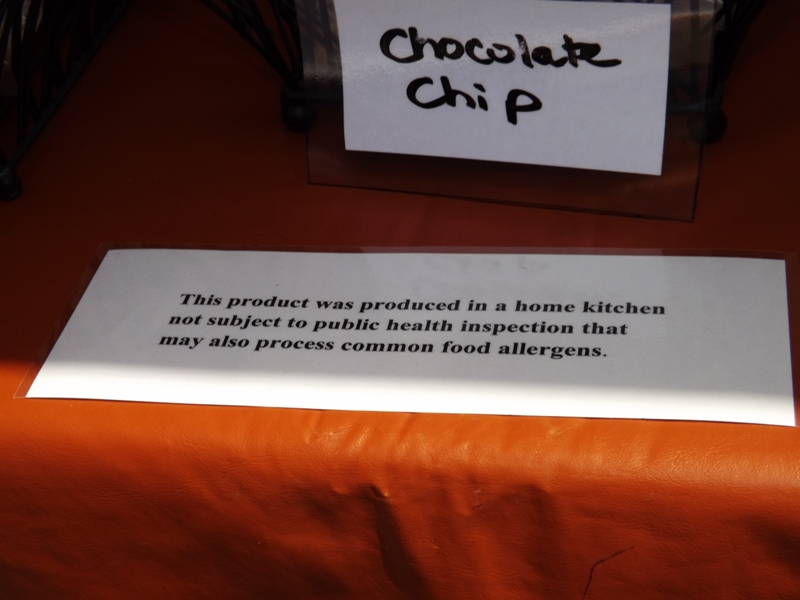 Chocolate
Chip
This product was produced in a home kitchen
not subject to public health inspection that
may also process common food allergens.